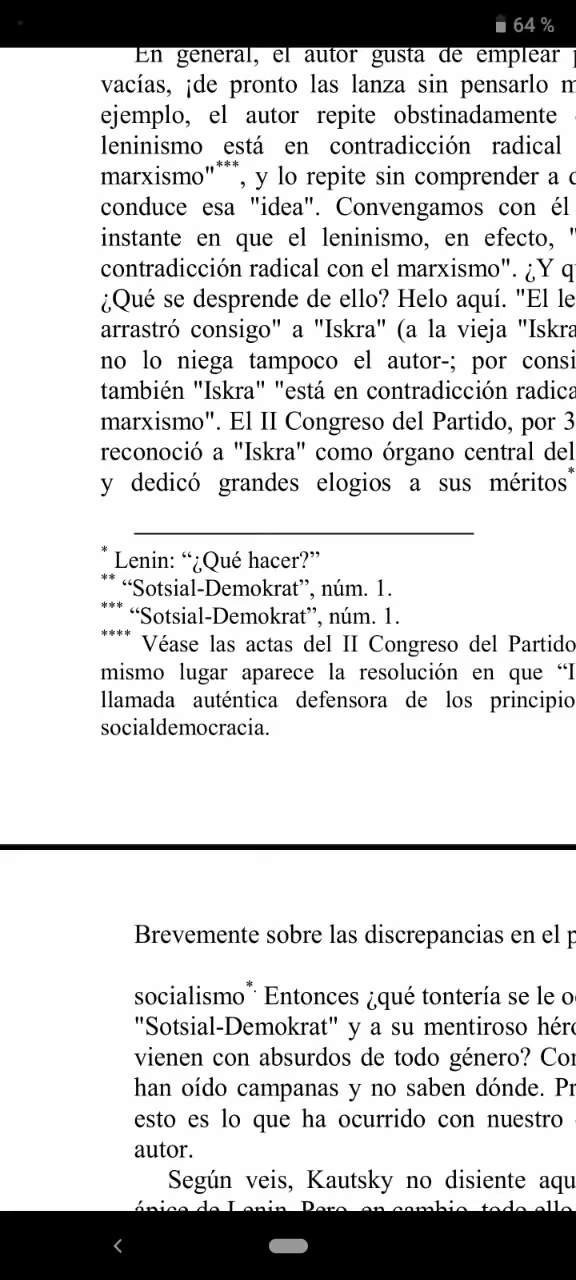 64 %
En general, el autor gusta de emplear
vacías, ¡de pronto las lanza sin pensarlo
ejemplo, el autor repite obstinadamente
leninismo está en contradicción radical
marxismo"***, y lo repite sin comprender a
conduce esa "idea". Convengamos con él
instante en que el leninismo, en efecto, "
contradicción radical con el marxismo". ¿Y
¿Qué se desprende de ello? Helo aquí. "El
arrastró consigo" a "Iskra" (a la vieja "Iskra
no lo niega tampoco el autor-; por
también "Iskra" "está en contradicción
marxismo". El II Congreso del Partido, por
reconoció a "Iskra" como órgano central del
y dedicó grandes elogios a sus méritos*
* Lenin: “¿Qué hacer?”
** “Sotsial-Demokrat”, núm. 1.
*** “Sotsial-Demokrat”, núm. 1.
**** Véase las actas del II Congreso del Partido
mismo lugar aparece la resolución en que
llamada auténtica defensora de los
socialdemocracia.
Brevemente sobre las discrepancias en el
socialismo*. Entonces ¿qué tontería se le
"Sotsial-Demokrat" y a su mentiroso
vienen con absurdos de todo género?
han oído campanas y no saben dónde.
esto es lo que ha ocurrido con nuestro
autor.
Según veis, Kautsky no disiente
ápice de Lenin. Pero, en cambio, todo ello